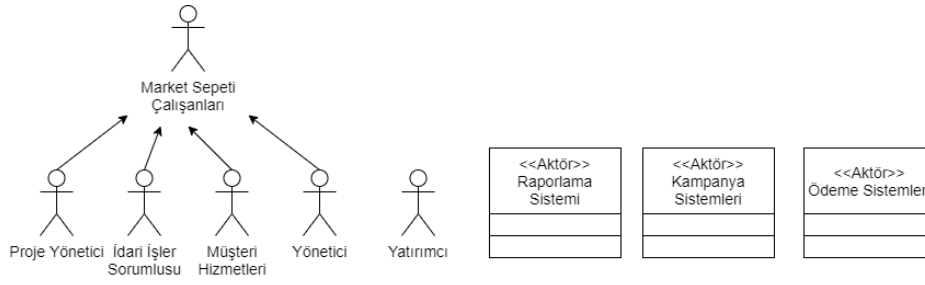 Market Sepeti
Çalışanları
Proje Yönetici
İdari İşler
Sorumlusu
Müşteri
Hizmetleri
Yönetici
Yatırımcı
<<Aktör>>
Raporlama
Sistemi
<<Aktör>>
Kampanya
Sistemleri
<<Aktör>>
Ödeme Sistemler